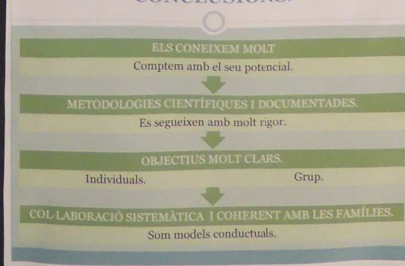 CONCLUSIONS:
ELS CONEIXEM MOLT
Comptem amb el seu potencial.
METODOLOGIES CIENTÍFIQUES I DOCUMENTADES.
Es segueixen amb molt rigor.
OBJECTIUS MOLT CLARS.
Individuals. Grup.
COL·LABORACIÓ SISTEMÀTICA I COHERENT AMB LES FAMÍLIES.
Som models conductuals.